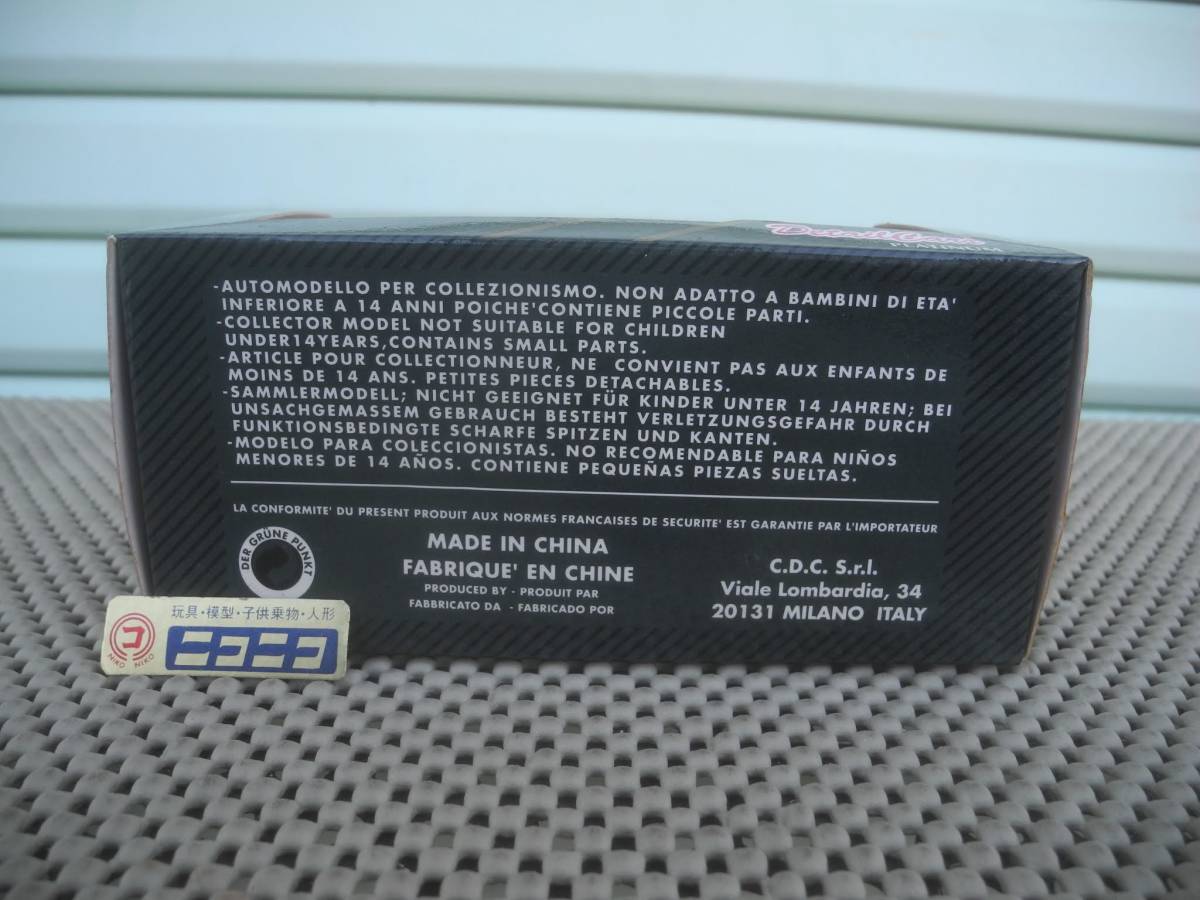 Detail Cars
PLATINUM
-AUTOMODELLO PER COLLEZIONISMO. NON ADATTO A BAMBINI DI ETA'
INFERIORE A 14 ANNI POICHE'CONTIENE PICCOLE PARTI.
-COLLECTOR MODEL NOT SUITABLE FOR CHILDREN
UNDER14YEARS,CONTAINS SMALL PARTS.
-ARTICLE POUR COLLECTIONNEUR, NE CONVIENT PAS AUX ENFANTS DE
MOINS DE 14 ANS. PETITES PIECES DETACHABLES.
-SAMMLERMODELL; NICHT GEEIGNET FÜR KINDER UNTER 14 JAHREN; BEI
UNSACHGEMASSEM GEBRAUCH BESTEHT VERLETZUNGSGEFAHR DURCH
FUNKTIONSBEDINGTE SCHARFE SPITZEN UND KANTEN.
-MODELO PARA COLECCIONISTAS. NO RECOMENDABLE PARA NIÑOS
MENORES DE 14 AÑOS. CONTIENE PEQUEÑAS PIEZAS SUELTAS.
LA CONFORMITE' DU PRESENT PRODUIT AUX NORMES FRANCAISES DE SECURITE' EST GARANTIE PAR L'IMPORTATEUR
DER GRÜNE PUNKT
MADE IN CHINA
FABRIQUE' EN CHINE
PRODUCED BY - PRODUIT PAR
FABBRICATO DA - FABRICADO POR
C.D.C. S.r.l.
Viale Lombardia, 34
20131 MILANO ITALY
玩具・模型・子供乗物・人形
コ
NIKO NIKO
ニコニコ